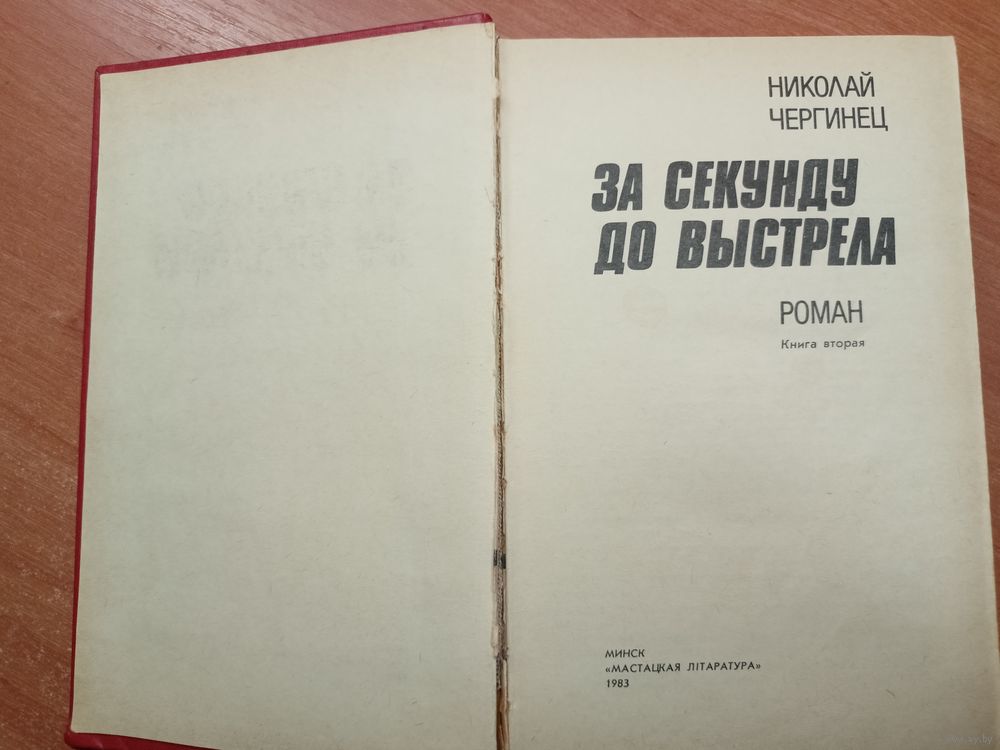 НИКОЛАЙ
ЧЕРГИНЕЦ
ЗА СЕКУНДУ
ДО ВЫСТРЕЛА
РОМАН
Книга вторая
МИНСК
«МАСТАЦКАЯ ЛІТАРАТУРА»
1983